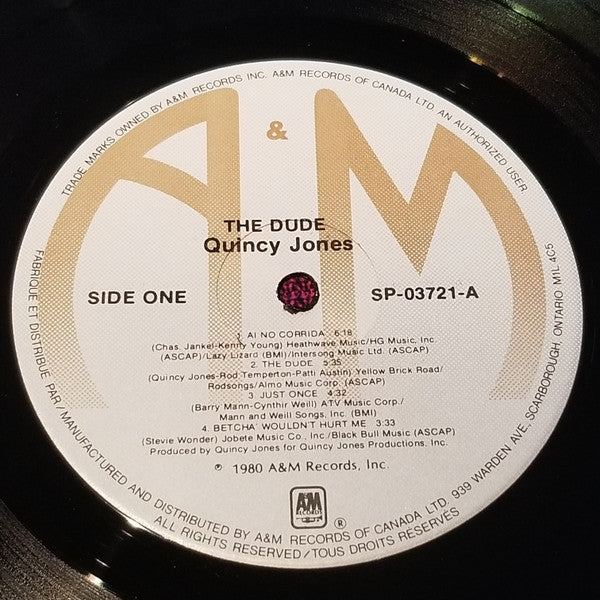 TRADE MARKS OWNED BY A&M RECORDS INC. A&M RECORDS OF CANADA LTD AN AUTHORIZED USER.
A & M
THE DUDE
Quincy Jones
SIDE ONE
SP-03721-A
1. AI NO CORRIDA 6:18
(Chas. Jankel-Kenny Young) Heathwave Music/HG Music, Inc
(ASCAP)/Lazy Lizard (BMI)/Intersong Music Ltd. (ASCAP)
2. THE DUDE 5:35
(Quincy Jones-Rod Temperton-Patti Austin) Yellow Brick Road/
Rodsongs/Almo Music Corp. (ASCAP)
3. JUST ONCE 4:32
(Barry Mann-Cynthir Weill) ATV Music Corp./
Mann and Weill Songs, Inc. (BMI)
4. BETCHA' WOULDN'T HURT ME 3:33
(Stevie Wonder) Jobete Music Co., Inc/Black Bull Music (ASCAP)
Produced by Quincy Jones for Quincy Jones Productions, Inc.
℗ 1980 A&M Records, Inc.
A&M
RECORDS
®
FABRIQUÉ ET DISTRIBUÉ PAR/MANUFACTURED AND DISTRIBUTED BY A&M RECORDS OF CANADA LTD. 939 WARDEN AVE., SCARBOROUGH, ONTARIO M1L 4C5
ALL RIGHTS RESERVED/TOUS DROITS RÉSERVÉS